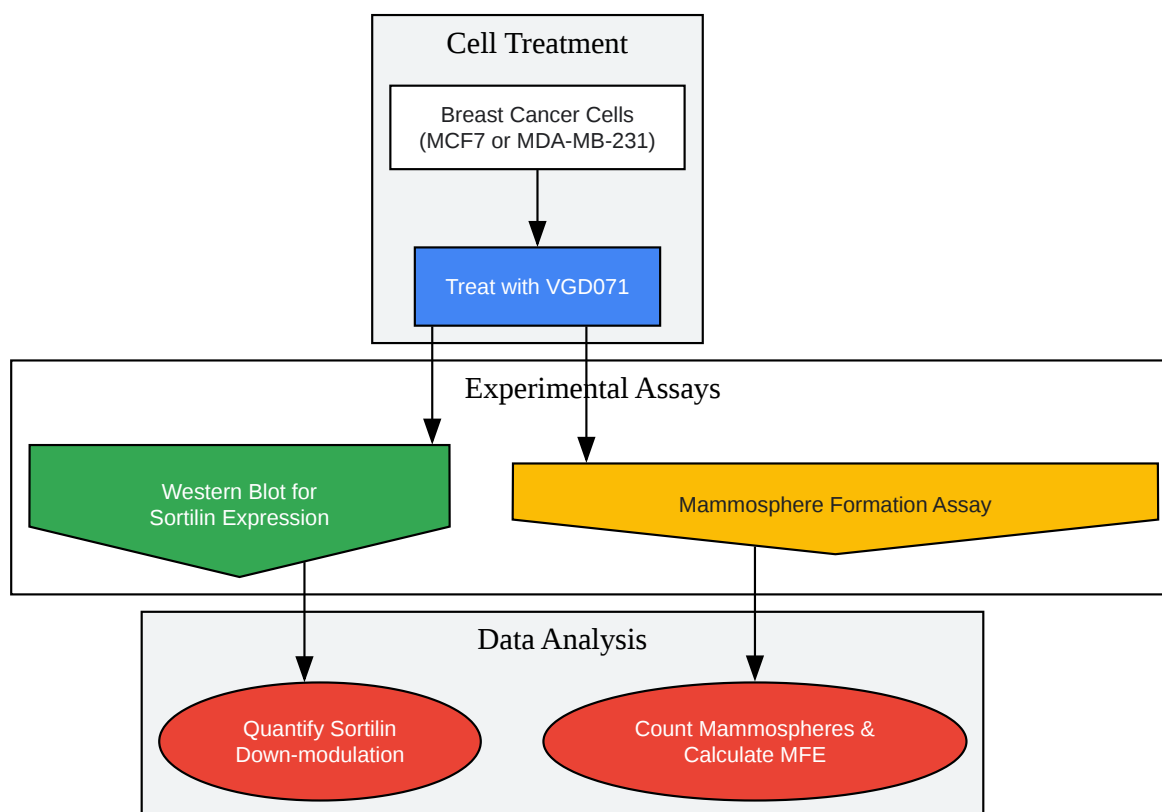 Cell Treatment
Breast Cancer Cells
(MCF7 or MDA-MB-231)
Treat with VGD071
Experimental Assays
Western Blot for
Sortilin Expression
Mammosphere Formation Assay
Data Analysis
Quantify Sortilin
Down-modulation
Count Mammospheres &
Calculate MFE